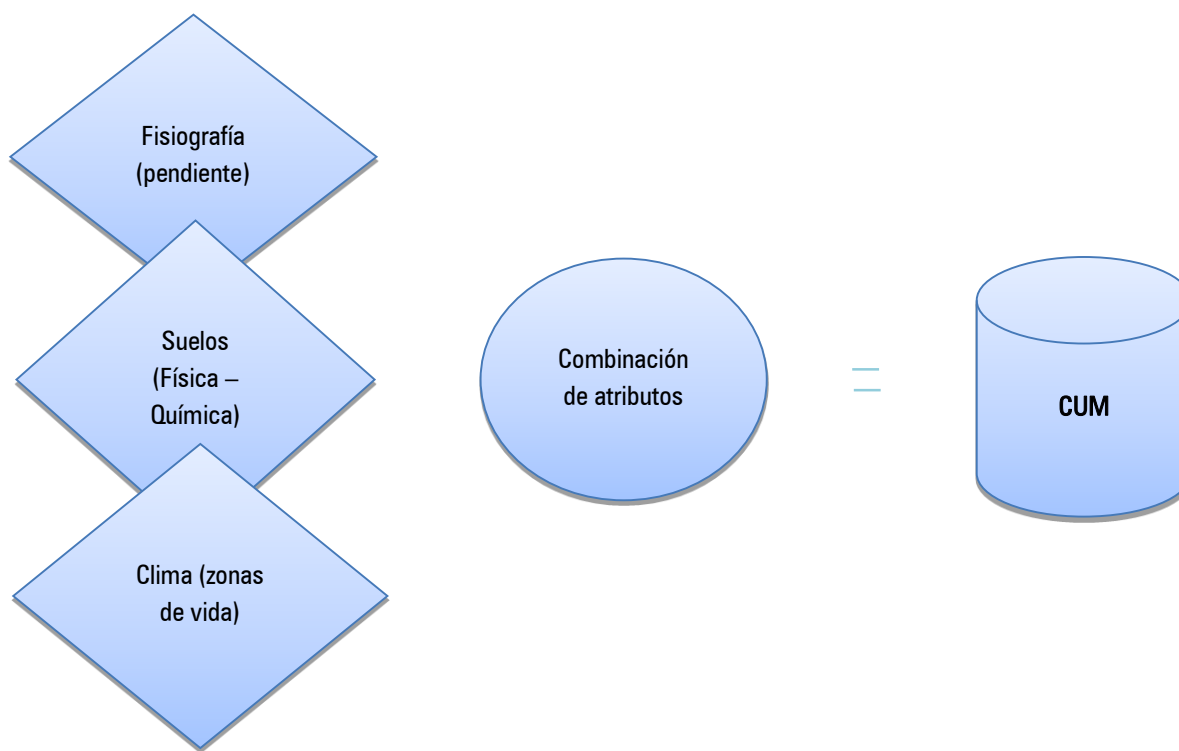 Fisiografía
(pendiente)
Suelos
(Física –
Química)
Clima (zonas
de vida)
Combinación
de atributos
=
CUM